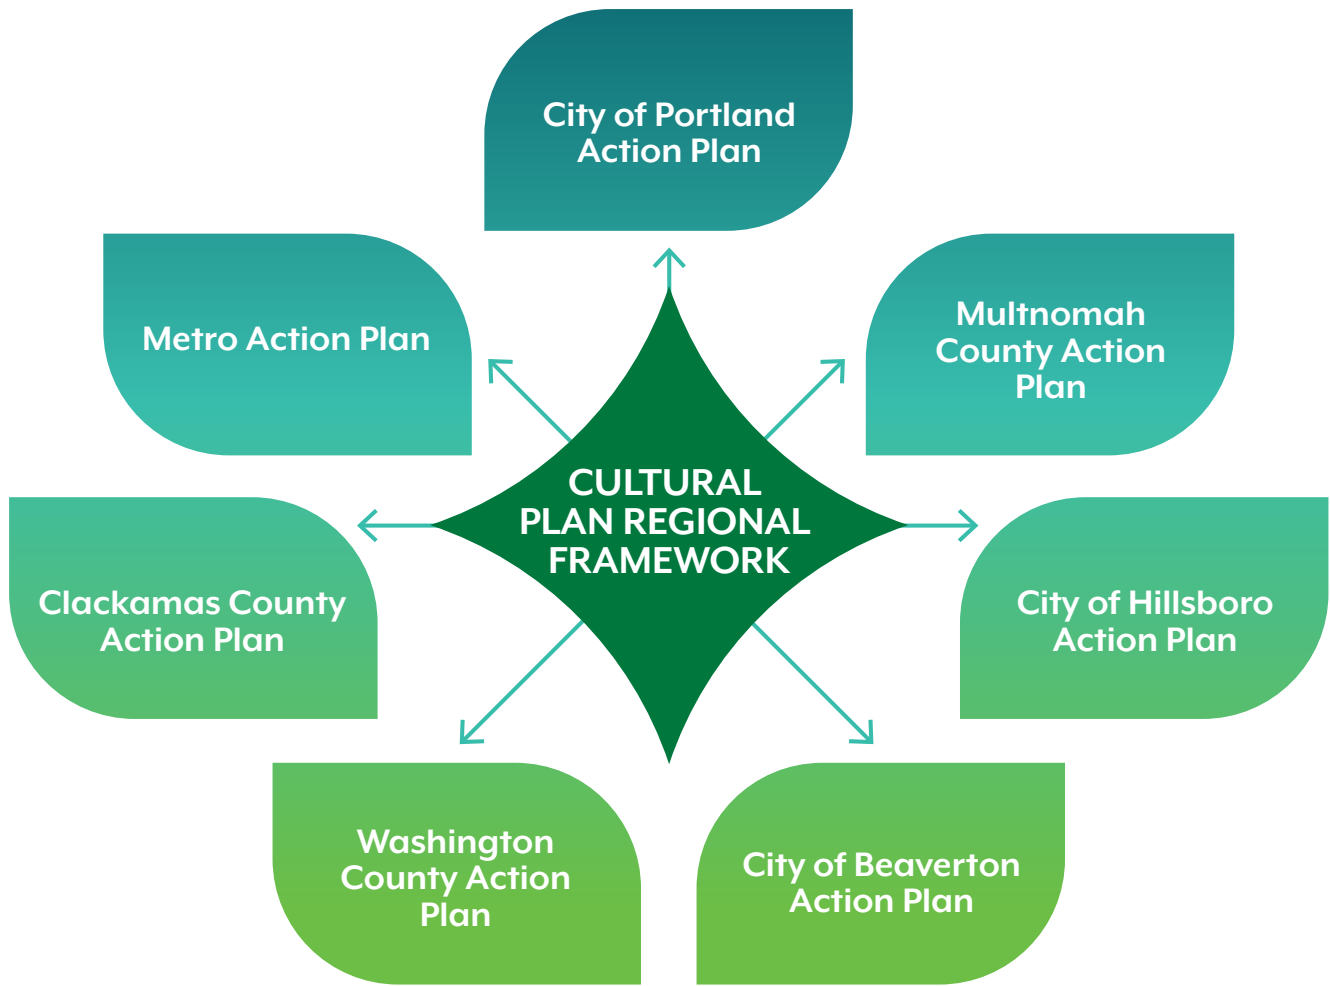 City of Portland
Action Plan
Metro Action Plan
Multnomah
County Action
Plan
CULTURAL
PLAN REGIONAL
FRAMEWORK
Clackamas County
Action Plan
City of Hillsboro
Action Plan
Washington
County Action
Plan
City of Beaverton
Action Plan